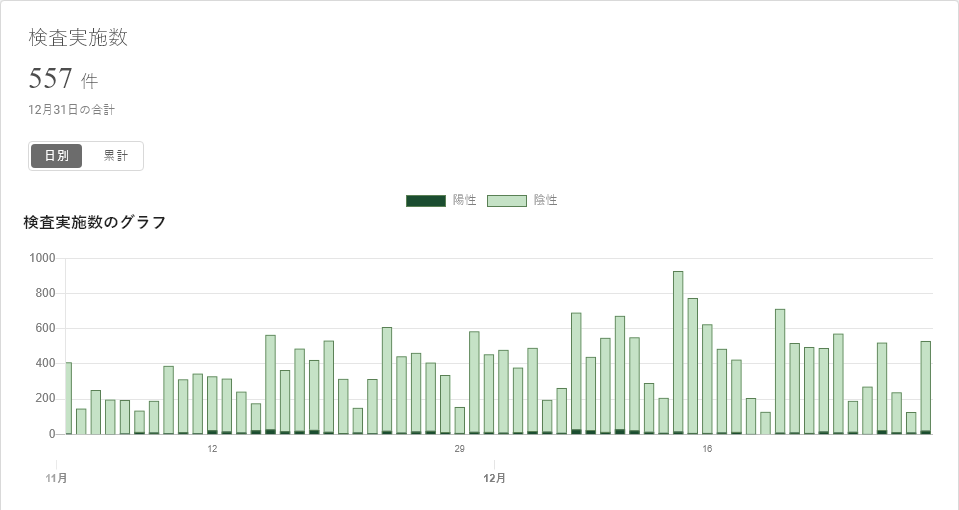 検査実施数
557 件
12月31日の合計
日別 累計
陽性 陰性
検査実施数のグラフ
1000
800
600
400
200
0
12 29 16
11月 12月